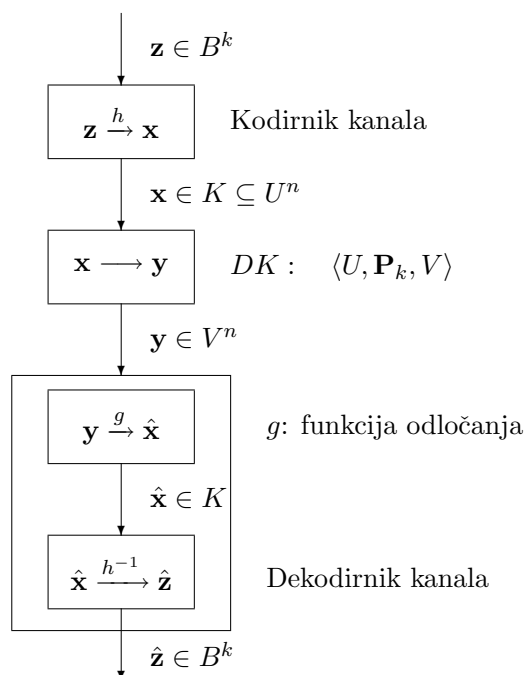 𝐳 ∈ B^k
𝐳 —h→ 𝐱 Kodirnik kanala
𝐱 ∈ K ⊆ U^n
𝐱 ⟶ 𝐲 DK : ⟨U, 𝐏_k, V⟩
𝐲 ∈ V^n
𝐲 —g→ 𝐱̂ g: funkcija odločanja
𝐱̂ ∈ K
𝐱̂ —h^{−1}→ 𝐳̂ Dekodirnik kanala
𝐳̂ ∈ B^k